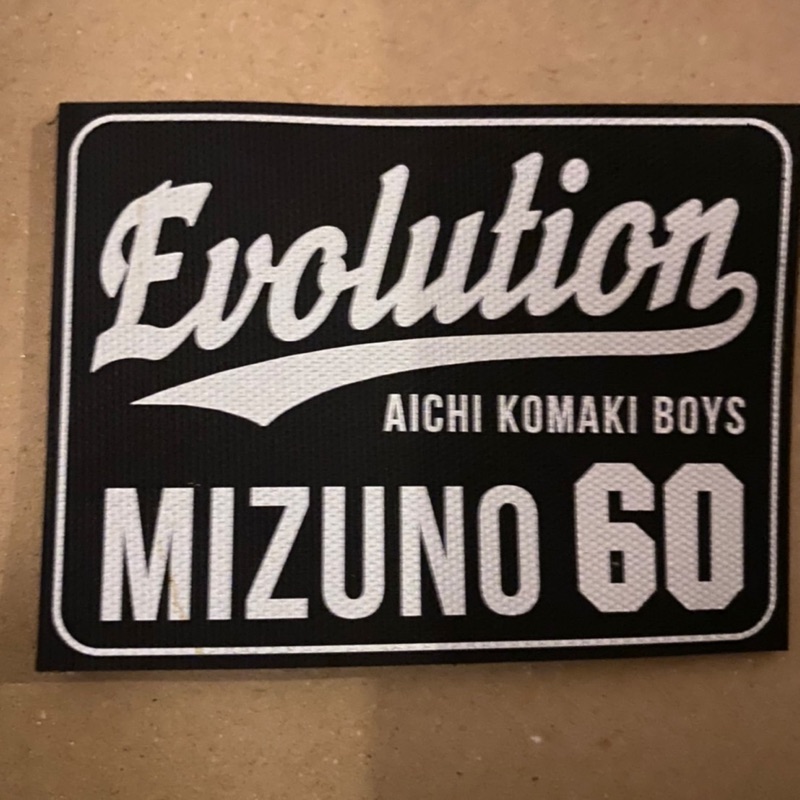 Evolution
AICHI KOMAKI BOYS
MIZUNO 60